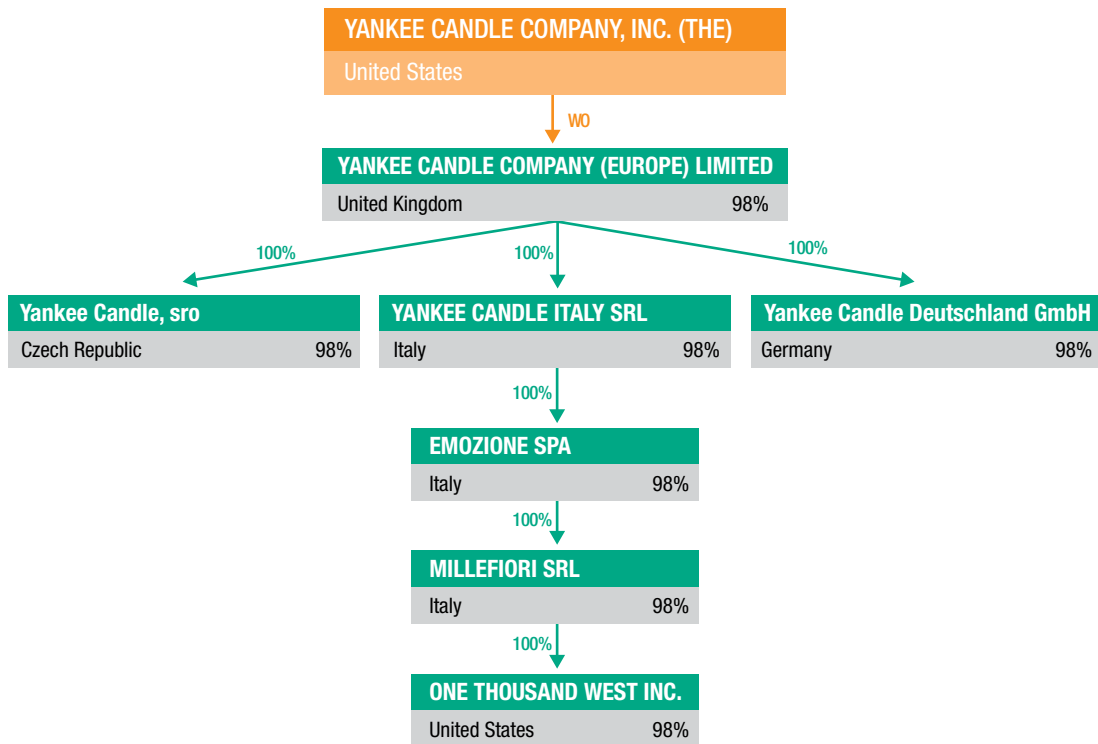 YANKEE CANDLE COMPANY, INC. (THE)
United States
WO
YANKEE CANDLE COMPANY (EUROPE) LIMITED
United Kingdom 98%
100% 100% 100%
Yankee Candle, sro
Czech Republic 98%
YANKEE CANDLE ITALY SRL
Italy 98%
Yankee Candle Deutschland GmbH
Germany 98%
100%
EMOZIONE SPA
Italy 98%
100%
MILLEFIORI SRL
Italy 98%
100%
ONE THOUSAND WEST INC.
United States 98%